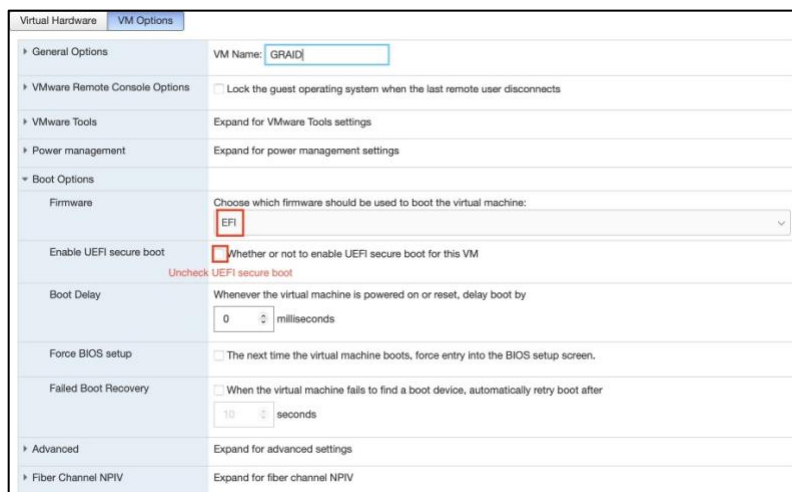 Virtual Hardware VM Options
General Options VM Name: GRAID
VMware Remote Console Options Lock the guest operating system when the last remote user disconnects
VMware Tools Expand for VMware Tools settings
Power management Expand for power management settings
Boot Options
Firmware Choose which firmware should be used to boot the virtual machine:
EFI
Enable UEFI secure boot Whether or not to enable UEFI secure boot for this VM
Uncheck UEFI secure boot
Boot Delay Whenever the virtual machine is powered on or reset, delay boot by
0 milliseconds
Force BIOS setup The next time the virtual machine boots, force entry into the BIOS setup screen.
Failed Boot Recovery When the virtual machine fails to find a boot device, automatically retry boot after
10 seconds
Advanced Expand for advanced settings
Fiber Channel NPIV Expand for fiber channel NPIV